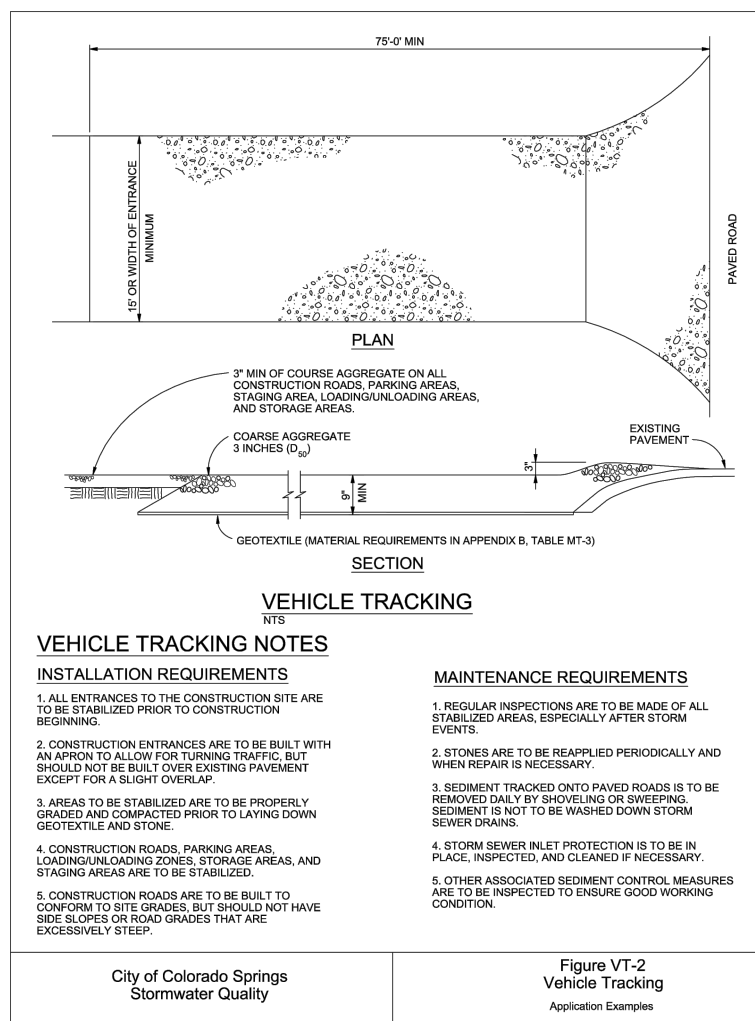 75'-0' MIN
15' OR WIDTH OF ENTRANCE
MINIMUM
PAVED ROAD
PLAN
3" MIN OF COURSE AGGREGATE ON ALL
CONSTRUCTION ROADS, PARKING AREAS,
STAGING AREA, LOADING/UNLOADING AREAS,
AND STORAGE AREAS.
COARSE AGGREGATE
3 INCHES (D50)
EXISTING
PAVEMENT
3"
9"
MIN
GEOTEXTILE (MATERIAL REQUIREMENTS IN APPENDIX B, TABLE MT-3)
SECTION
VEHICLE TRACKING
NTS
VEHICLE TRACKING NOTES
INSTALLATION REQUIREMENTS
1. ALL ENTRANCES TO THE CONSTRUCTION SITE ARE
TO BE STABILIZED PRIOR TO CONSTRUCTION
BEGINNING.
2. CONSTRUCTION ENTRANCES ARE TO BE BUILT WITH
AN APRON TO ALLOW FOR TURNING TRAFFIC, BUT
SHOULD NOT BE BUILT OVER EXISTING PAVEMENT
EXCEPT FOR A SLIGHT OVERLAP.
3. AREAS TO BE STABILIZED ARE TO BE PROPERLY
GRADED AND COMPACTED PRIOR TO LAYING DOWN
GEOTEXTILE AND STONE.
4. CONSTRUCTION ROADS, PARKING AREAS,
LOADING/UNLOADING ZONES, STORAGE AREAS, AND
STAGING AREAS ARE TO BE STABILIZED.
5. CONSTRUCTION ROADS ARE TO BE BUILT TO
CONFORM TO SITE GRADES, BUT SHOULD NOT HAVE
SIDE SLOPES OR ROAD GRADES THAT ARE
EXCESSIVELY STEEP.
MAINTENANCE REQUIREMENTS
1. REGULAR INSPECTIONS ARE TO BE MADE OF ALL
STABILIZED AREAS, ESPECIALLY AFTER STORM
EVENTS.
2. STONES ARE TO BE REAPPLIED PERIODICALLY AND
WHEN REPAIR IS NECESSARY.
3. SEDIMENT TRACKED ONTO PAVED ROADS IS TO BE
REMOVED DAILY BY SHOVELING OR SWEEPING.
SEDIMENT IS NOT TO BE WASHED DOWN STORM
SEWER DRAINS.
4. STORM SEWER INLET PROTECTION IS TO BE IN
PLACE, INSPECTED, AND CLEANED IF NECESSARY.
5. OTHER ASSOCIATED SEDIMENT CONTROL MEASURES
ARE TO BE INSPECTED TO ENSURE GOOD WORKING
CONDITION.
City of Colorado Springs
Stormwater Quality
Figure VT-2
Vehicle Tracking
Application Examples